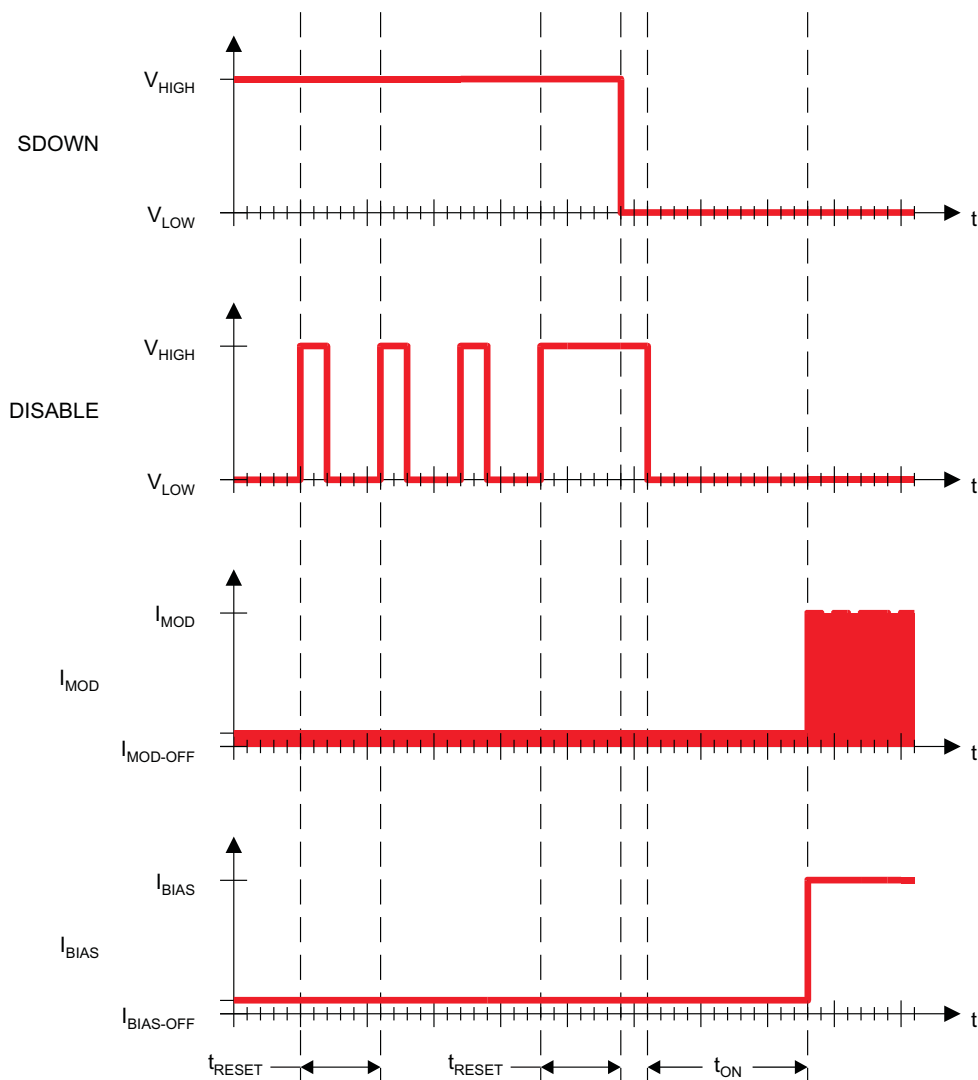 V_HIGH
SDOWN
V_LOW
t
V_HIGH
DISABLE
V_LOW
t
I_MOD
I_MOD
I_MOD-OFF
t
I_BIAS
I_BIAS
I_BIAS-OFF
t
t_RESET t_RESET t_ON